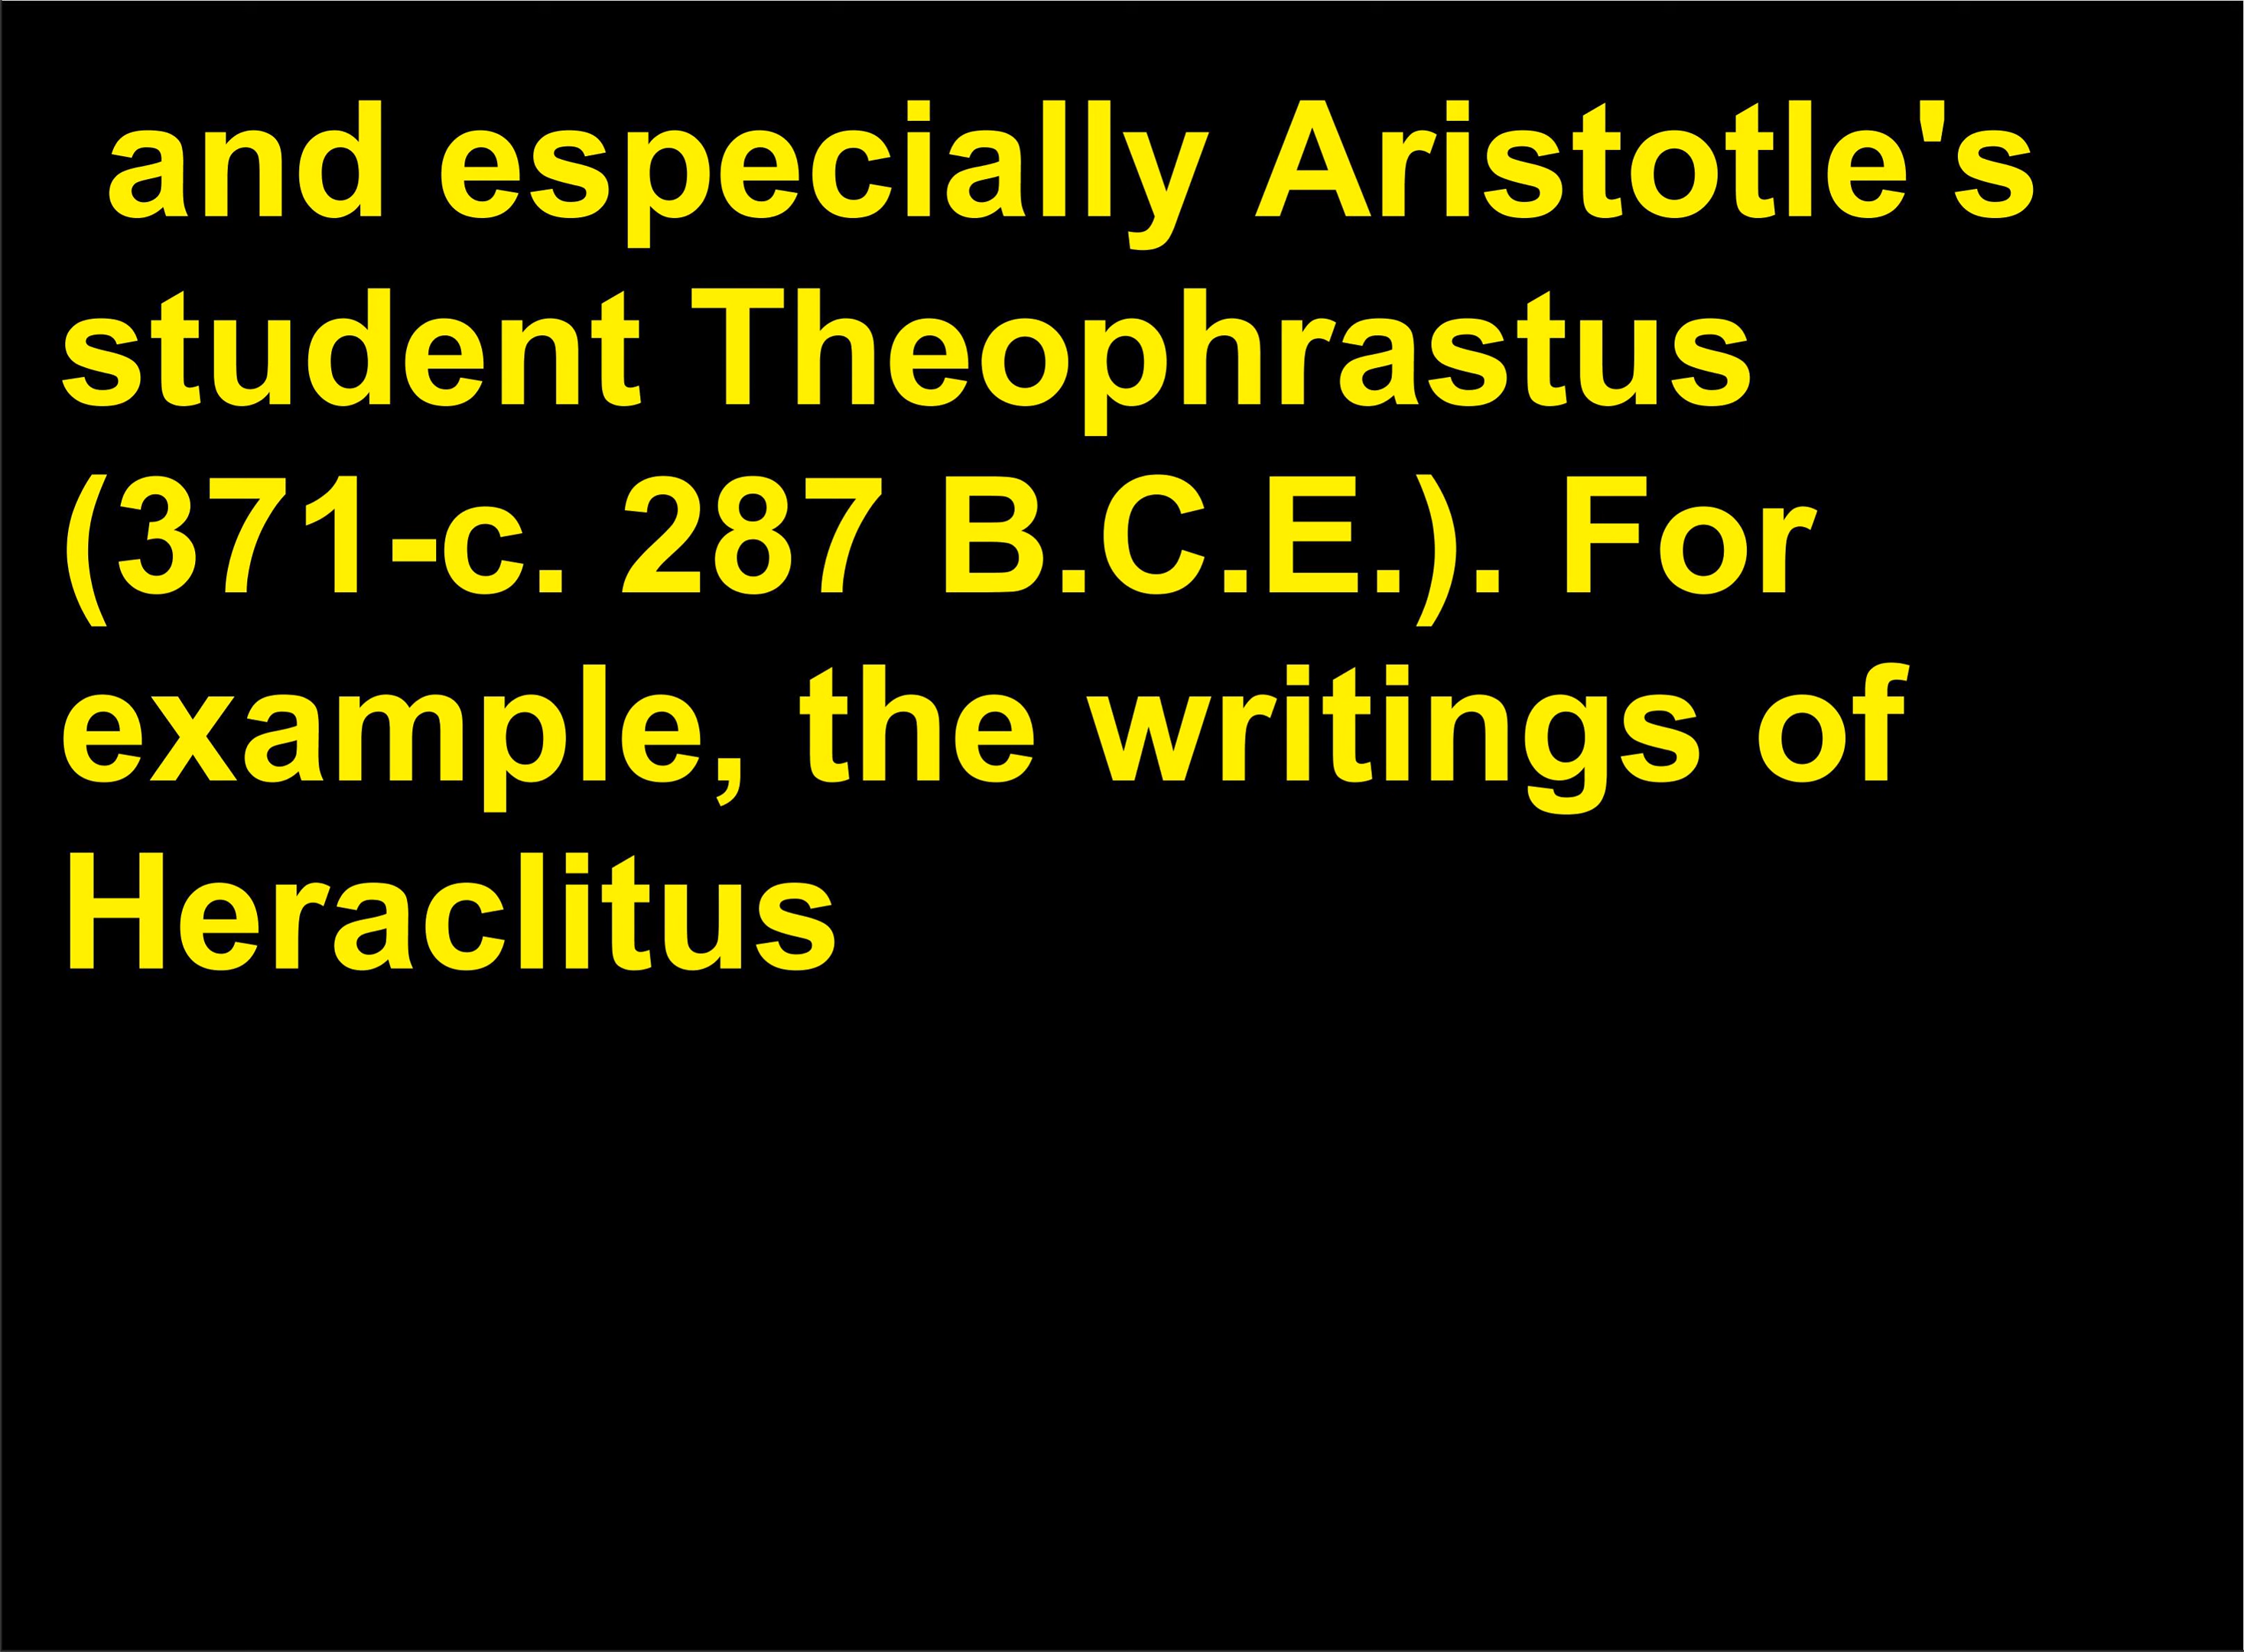 and especially Aristotle's
student Theophrastus
(371-c. 287 B.C.E.). For
example, the writings of
Heraclitus